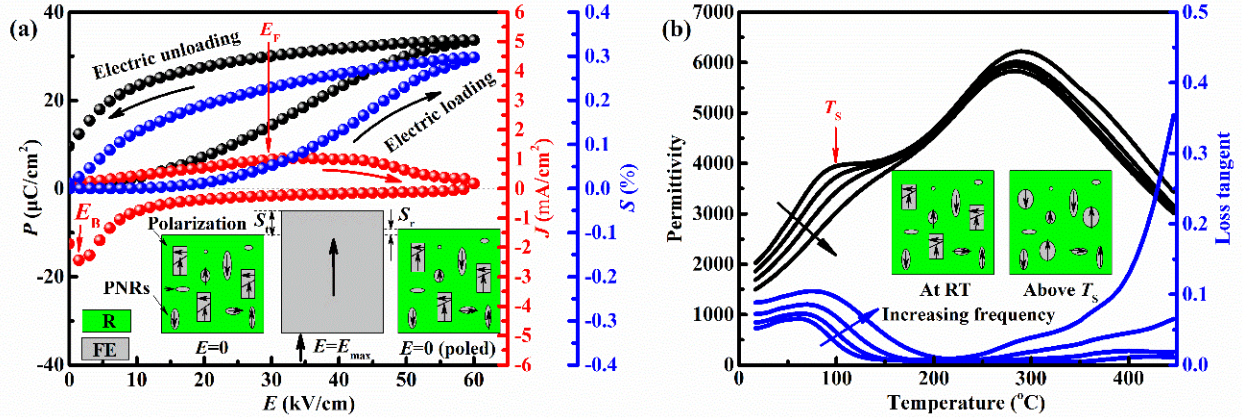 (a)
Electric unloading
E_F
Electric loading
E_B
Polarization
PNRs
R
FE
S_t
S_r
E=0
E=E_max
E=0 (poled)
40
20
0
-20
-40
P (μC/cm²)
0 10 20 30 40 50 60
E (kV/cm)
6
5
4
3
2
1
0
-1
-2
-3
-4
-5
-6
J (mA/cm²)
0.4
0.3
0.2
0.1
0.0
-0.1
-0.2
-0.3
-0.4
S (%)
(b)
7000
6000
5000
4000
3000
2000
1000
0
Permittivity
T_S
At RT
Above T_S
Increasing frequency
0 100 200 300 400
Temperature (°C)
0.5
0.4
0.3
0.2
0.1
0.0
Loss tangent